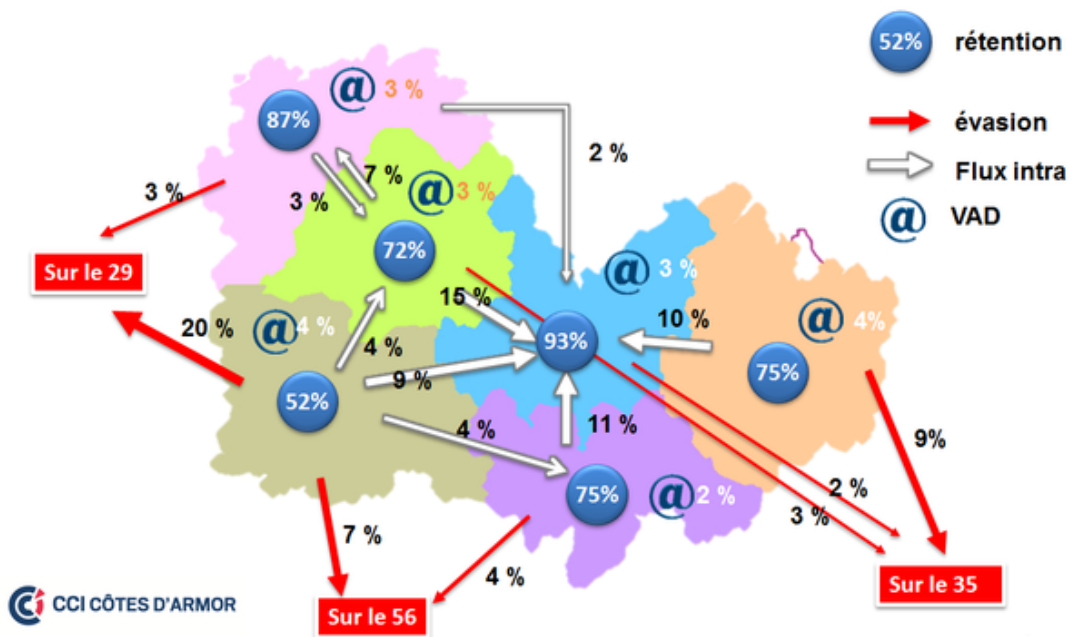 52%
rétention
évasion
Flux intra
@
VAD
@ 3 %
87%
2 %
7 %
3 %
@ 3 %
3 %
72%
Sur le 29
@ 3 %
15 %
20 %
@ 4 %
4 %
93%
10 %
@ 4%
75%
9 %
52%
4 %
11 %
9%
75%
@ 2 %
2 %
3 %
7 %
4 %
Sur le 35
CCI CÔTES D'ARMOR
Sur le 56